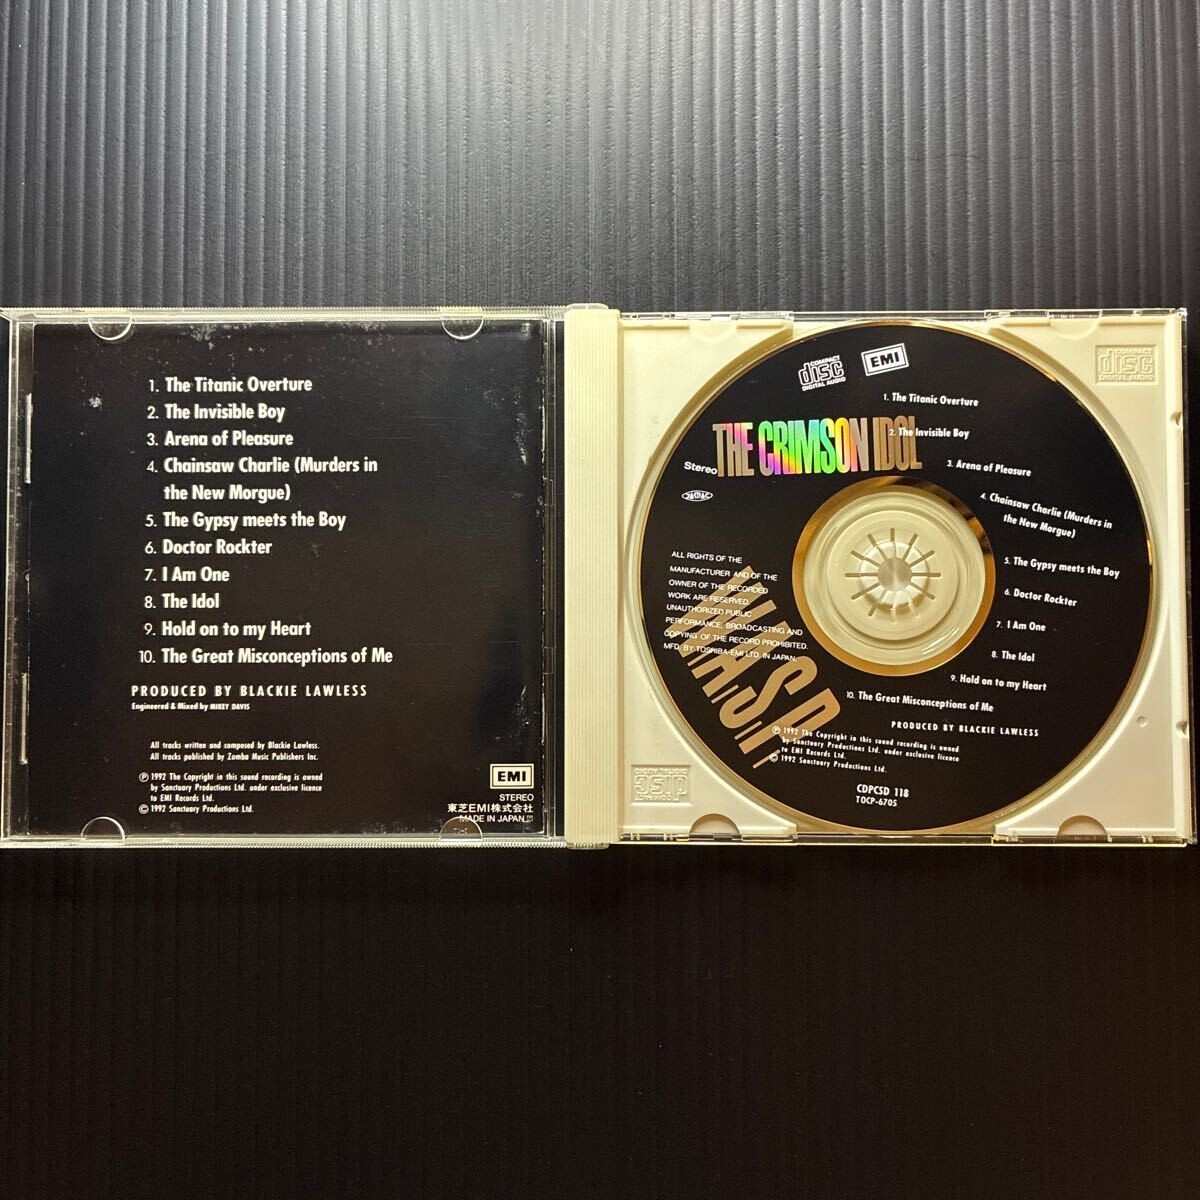 1. The Titanic Overture
2. The Invisible Boy
3. Arena of Pleasure
4. Chainsaw Charlie (Murders in
the New Morgue)
5. The Gypsy meets the Boy
6. Doctor Rockter
7. I Am One
8. The Idol
9. Hold on to my Heart
10. The Great Misconceptions of Me
PRODUCED BY BLACKIE LAWLESS
Engineered & Mixed by MIKEY DAVIS
All tracks written and composed by Blackie Lawless.
All tracks published by Zomba Music Publishers Inc.
Ⓟ 1992 The Copyright in this sound recording is owned
by Sanctuary Productions Ltd. under exclusive licence
to EMI Records Ltd.
© 1992 Sanctuary Productions Ltd.
EMI
STEREO
東芝EMI株式会社
MADE IN JAPAN
COMPACT
disc
DIGITAL AUDIO
EMI
1. The Titanic Overture
THE CRIMSON IDOL
2. The Invisible Boy
Stereo
3. Arena of Pleasure
4. Chainsaw Charlie (Murders in
the New Morgue)
5. The Gypsy meets the Boy
6. Doctor Rockter
7. I Am One
8. The Idol
9. Hold on to my Heart
10. The Great Misconceptions of Me
PRODUCED BY BLACKIE LAWLESS
ALL RIGHTS OF THE
MANUFACTURER AND OF THE
OWNER OF THE RECORDED
WORK ARE RESERVED.
UNAUTHORIZED PUBLIC
PERFORMANCE, BROADCASTING AND
COPYING OF THE RECORD PROHIBITED.
MFD. BY TOSHIBA-EMI LTD. IN JAPAN.
W.A.S.P.
Ⓟ 1992 The Copyright in this sound recording is owned
by Sanctuary Productions Ltd. under exclusive licence
to EMI Records Ltd.
© 1992 Sanctuary Productions Ltd.
CDPCSD 118
TOCP-6705
COMPACT
disc
DIGITAL AUDIO
COMPACT
disc
DIGITAL AUDIO